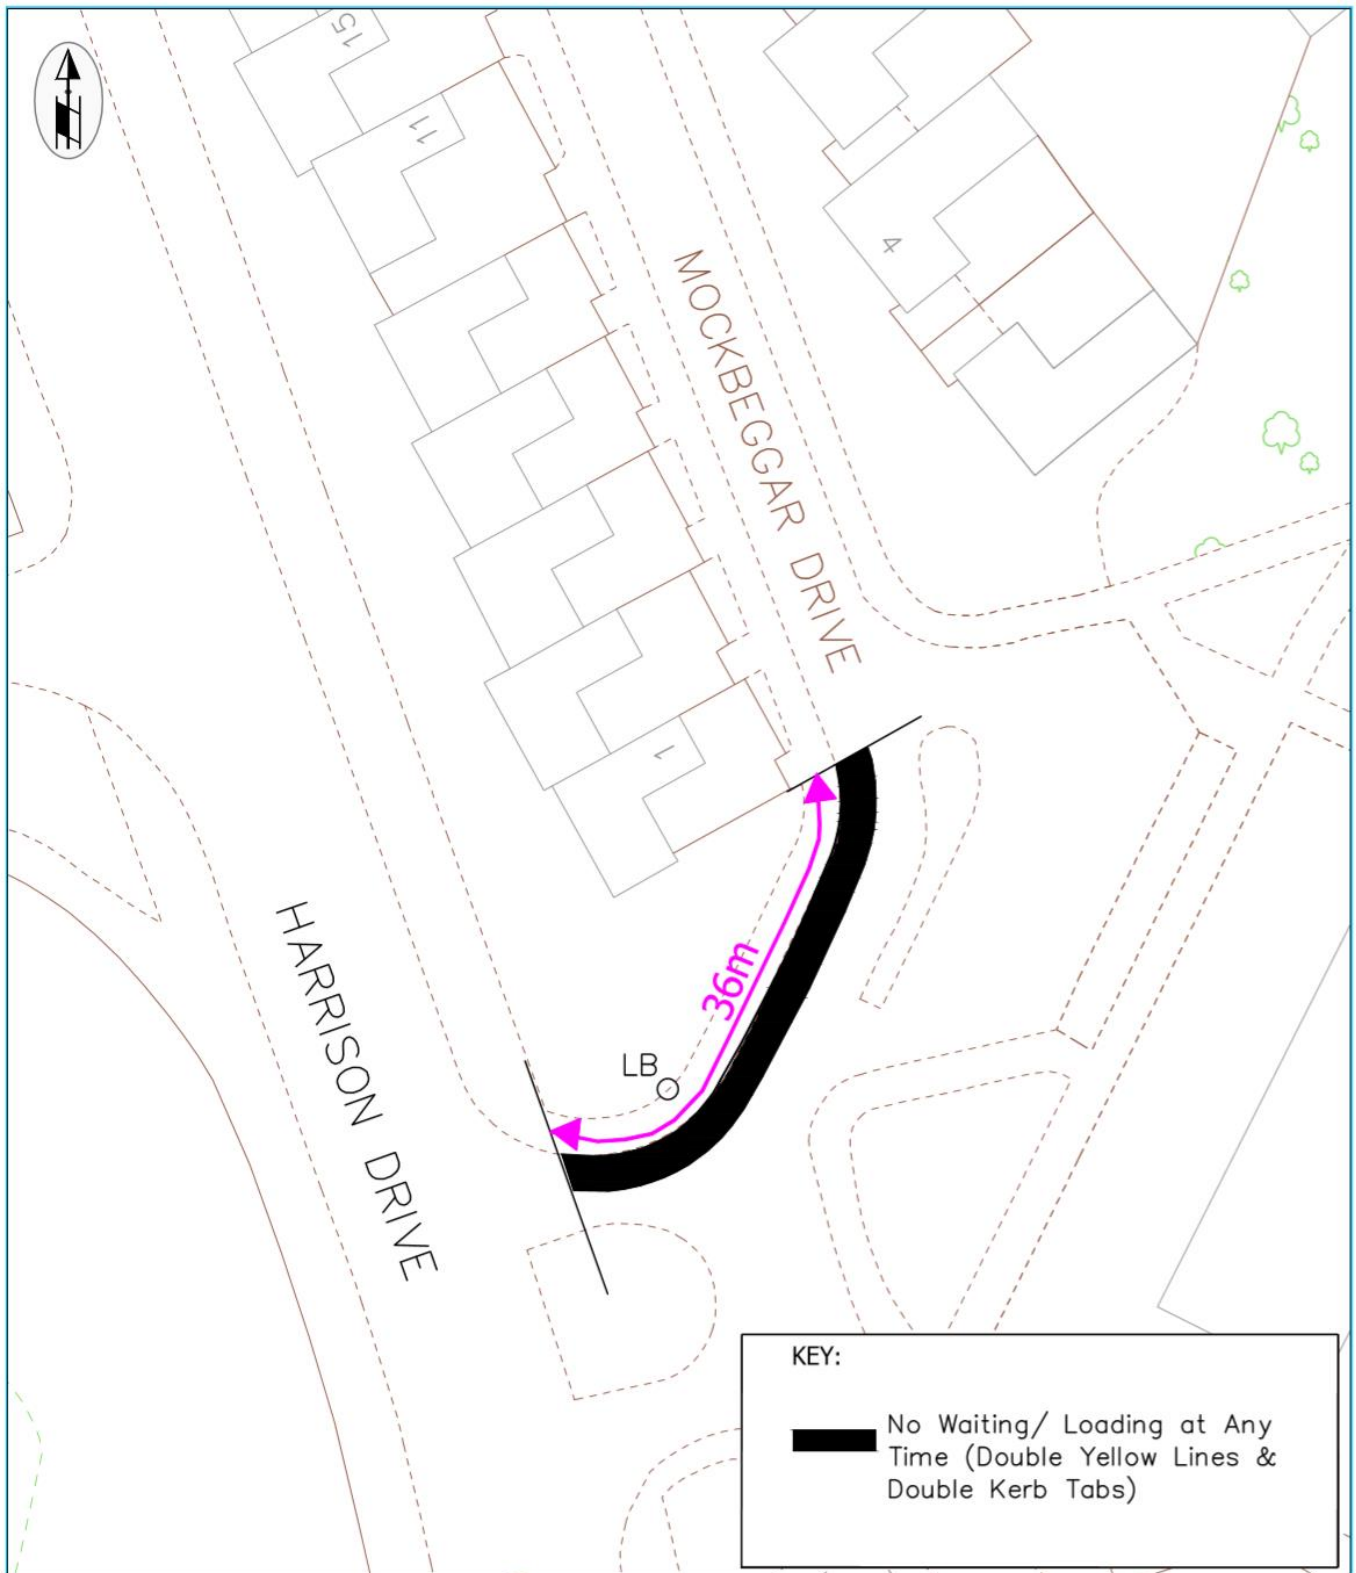 15
11
4
MOCKBEGGAR DRIVE
1
HARRISON DRIVE
36m
LB
KEY:
No Waiting/ Loading at Any
Time (Double Yellow Lines &
Double Kerb Tabs)